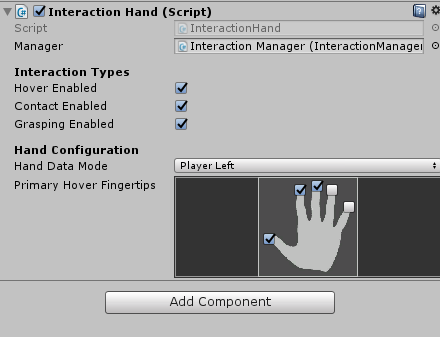 Interaction Hand (Script)
Script InteractionHand
Manager Interaction Manager (InteractionManager
Interaction Types
Hover Enabled
Contact Enabled
Grasping Enabled
Hand Configuration
Hand Data Mode Player Left
Primary Hover Fingertips
Add Component